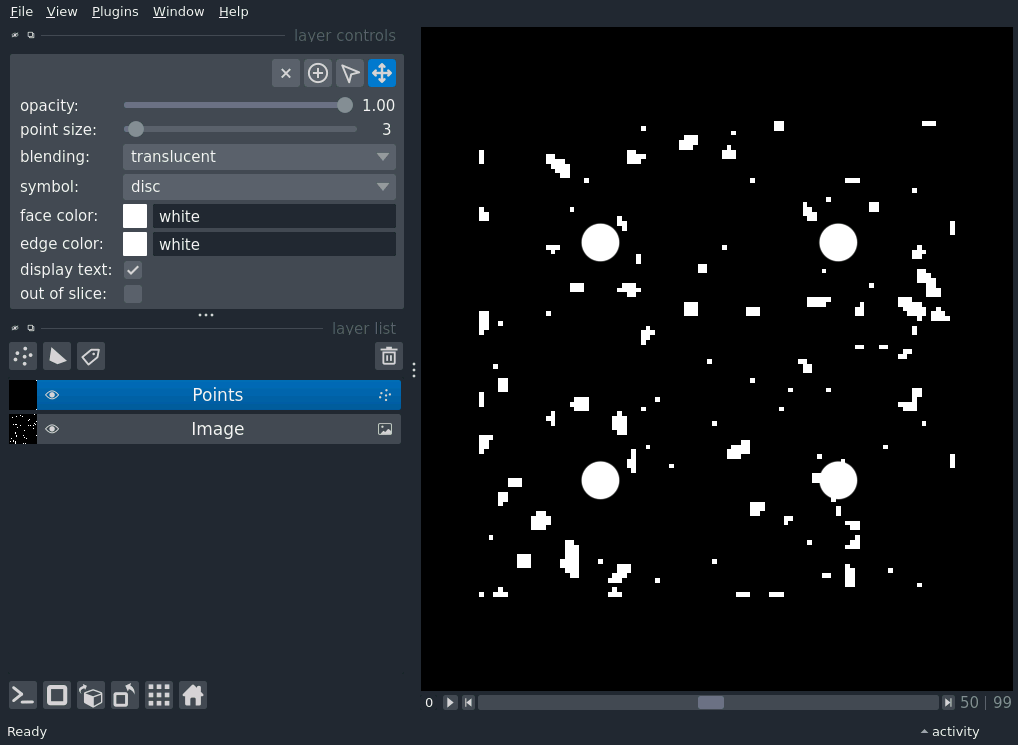 File View Plugins Window Help
layer controls
opacity: 1.00
point size: 3
blending: translucent
symbol: disc
face color: white
edge color: white
display text:
out of slice:
layer list
Points
Image
0 50 | 99
Ready activity